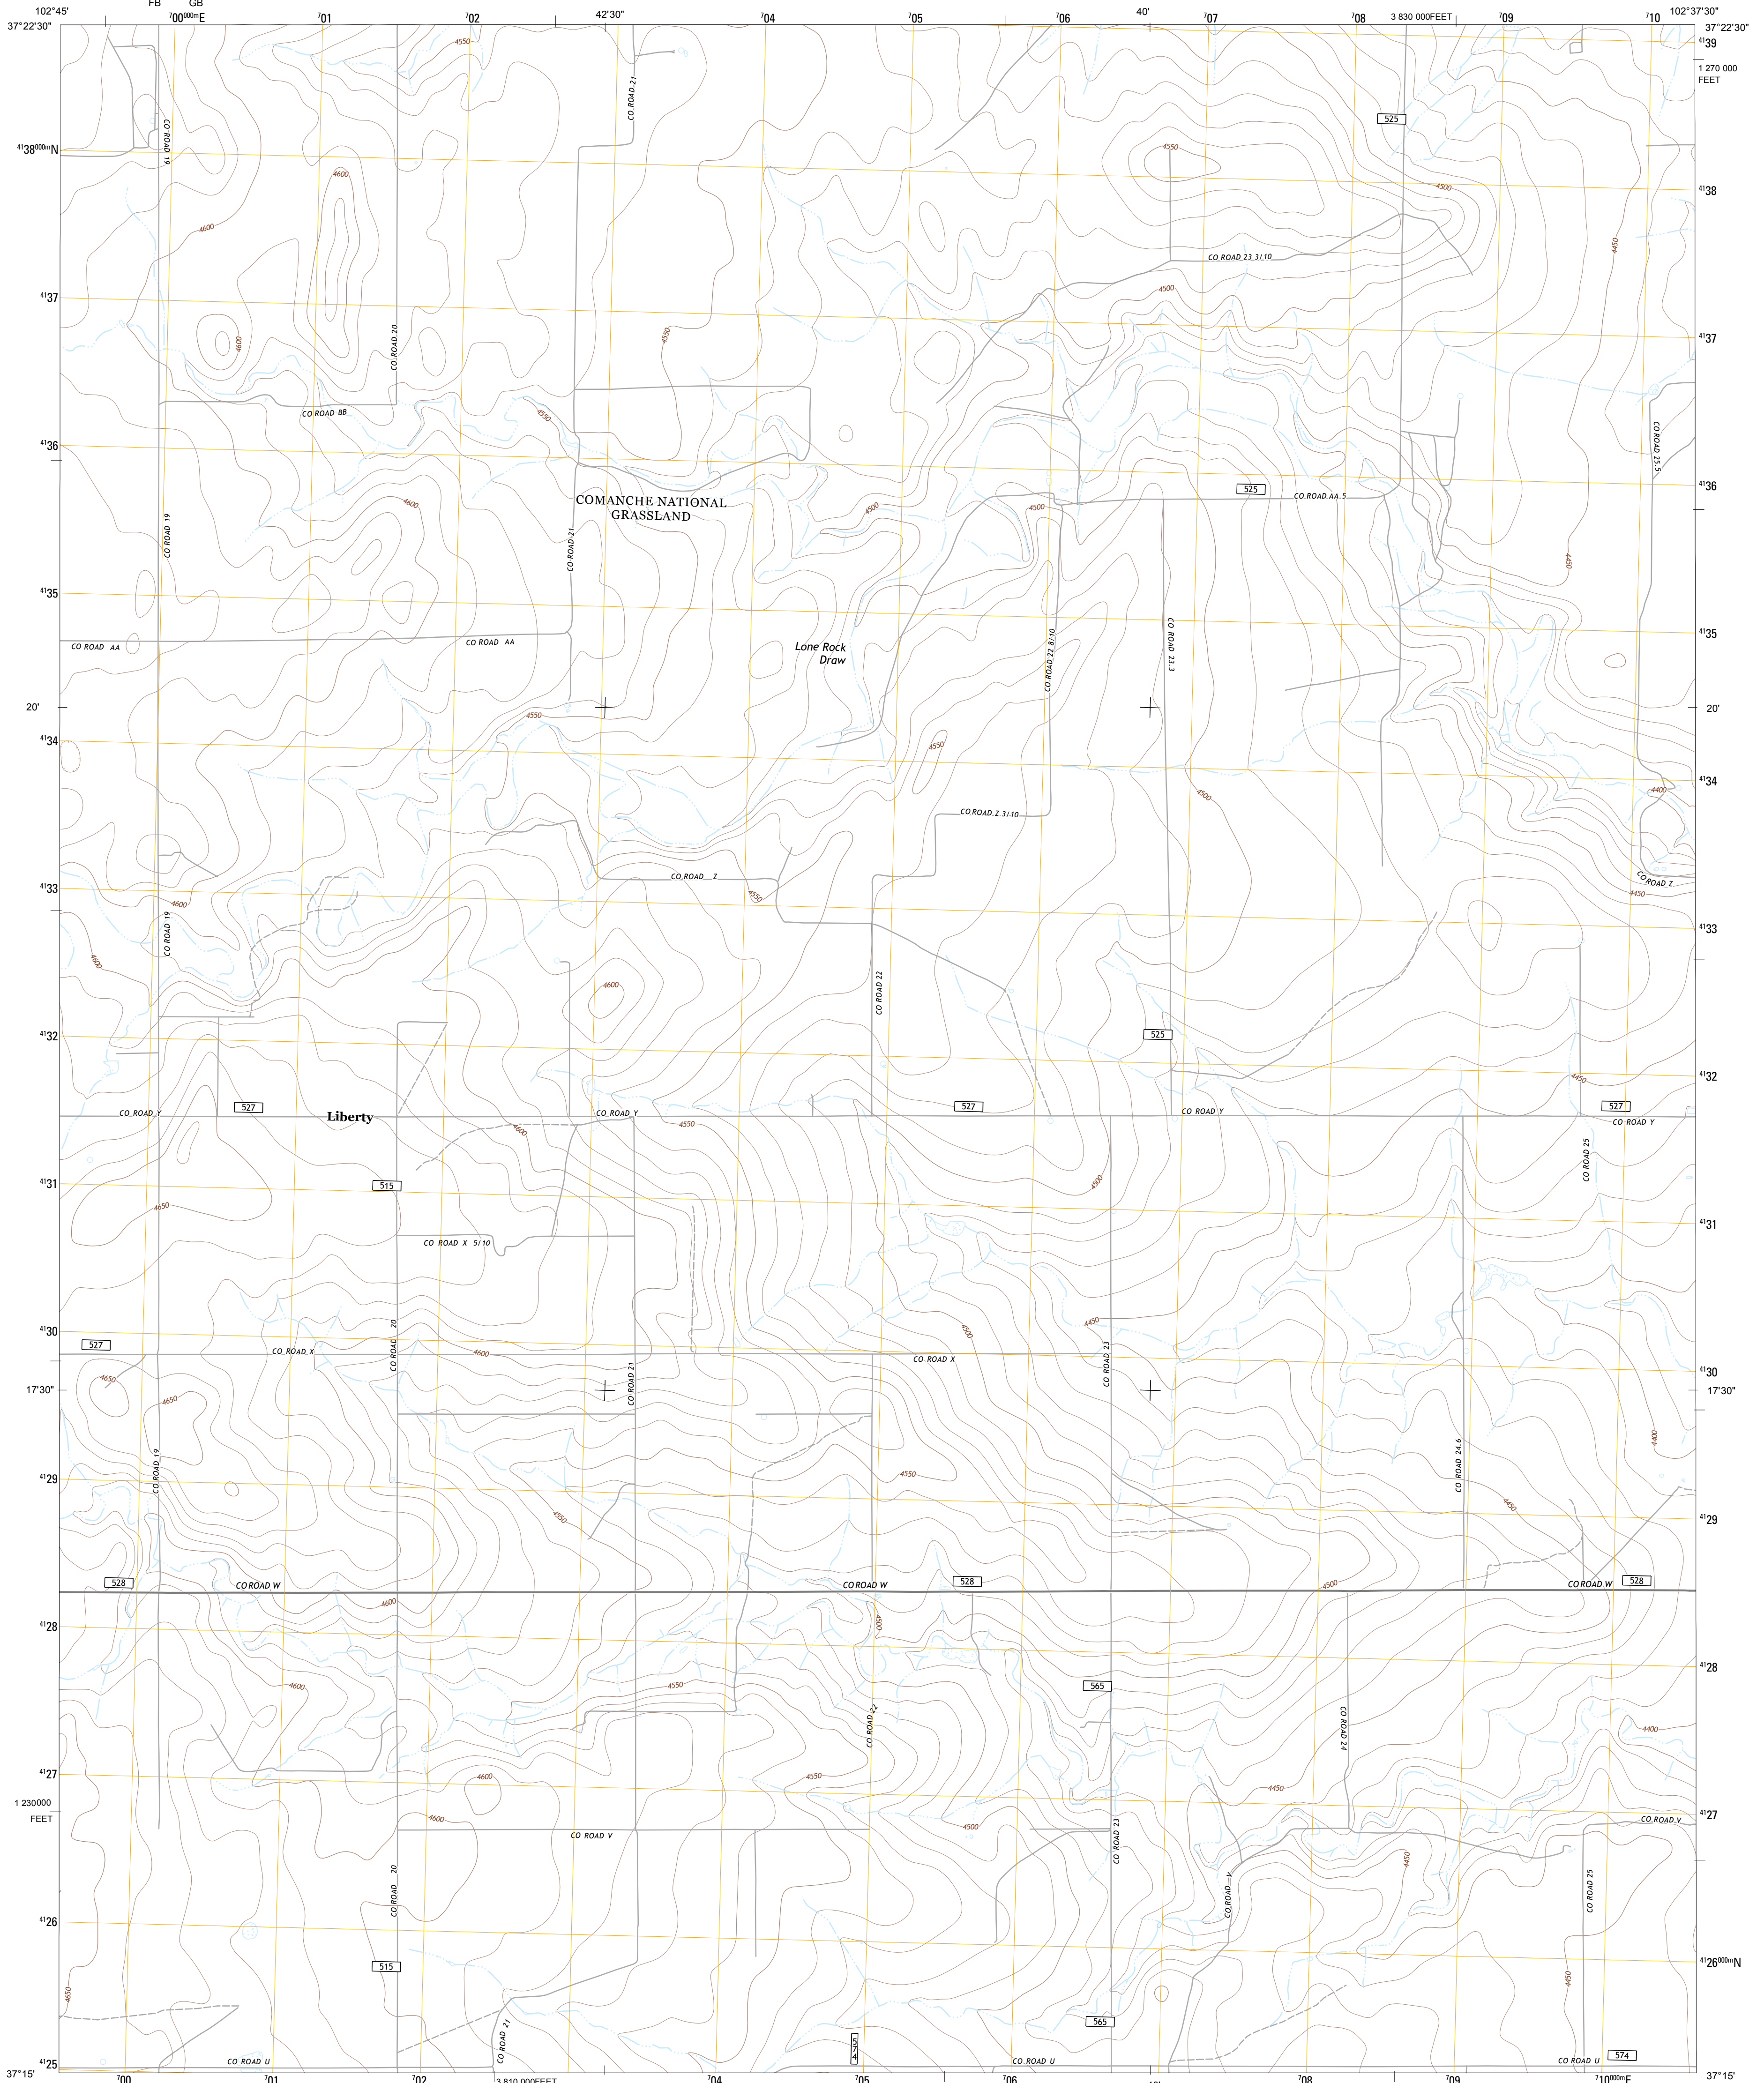 FB GB
102°45' ⁷00⁰⁰⁰ᵐE ⁷01 ⁷02 42'30" ⁷04 ⁷05 ⁷06 40' ⁷07 ⁷08 3 830 000FEET ⁷09 ⁷10 102°37'30"
37°22'30" 37°22'30"
4550
⁴¹39
1 270 000
FEET
CO ROAD 21
525
CO ROAD 19
⁴¹38⁰⁰⁰ᵐN
4550
4600
4500
⁴¹38
4600
4450
CO ROAD 23 3/10
4500
⁴¹37
CO ROAD 20
4550
4600
⁴¹37
CO ROAD BB
4550
CO ROAD 25.5
⁴¹36
525
CO ROAD AA.5
⁴¹36
COMANCHE NATIONAL
GRASSLAND
4600
4500
4500
CO ROAD 19
CO ROAD 21
4450
⁴¹35
⁴¹35
CO ROAD AA
CO ROAD AA
Lone Rock
Draw
CO ROAD 22 8/10
CO ROAD 23.3
20'
20'
4550
⁴¹34
4550
⁴¹34
4500
4400
CO ROAD Z 3/10
CO ROAD Z
CO ROAD Z
⁴¹33
4550
4450
4600
CO ROAD 19
⁴¹33
4600
CO ROAD 22
4600
⁴¹32
525
⁴¹32
4450
CO ROAD Y
527
Liberty
CO ROAD Y
527
CO ROAD Y
527
CO ROAD Y
4550
4600
CO ROAD 25
⁴¹31
515
4500
4650
⁴¹31
CO ROAD X 5/10
4450
⁴¹30
CO ROAD 20
4500
527
CO ROAD X
4600
CO ROAD X
CO ROAD 23
⁴¹30
4650
CO ROAD 21
17'30"
17'30"
4650
4400
CO ROAD 19
CO ROAD 24.6
4550
⁴¹29
4450
4550
⁴¹29
528
CO ROAD W
CO ROAD W
528
4500
CO ROAD W
528
4600
4500
⁴¹28
⁴¹28
4600
4550
565
CO ROAD 22
CO ROAD 24
4400
⁴¹27
4600
4550
4450
1 230000
FEET
4600
4500
⁴¹27
CO ROAD V
CO ROAD V
CO ROAD 23
4450
CO ROAD 20
CO ROAD V
CO ROAD 25
⁴¹26
⁴¹26⁰⁰⁰ᵐN
515
4450
4650
565
CO ROAD 21
574
574
CO ROAD U
CO ROAD U
CO ROAD U
⁴¹25
37°15' 37°15'
⁷00 ⁷01 ⁷02 3 810 000FEET ⁷04 ⁷05 ⁷06 ⁷08 ⁷09 ⁷10⁰⁰⁰ᵐE